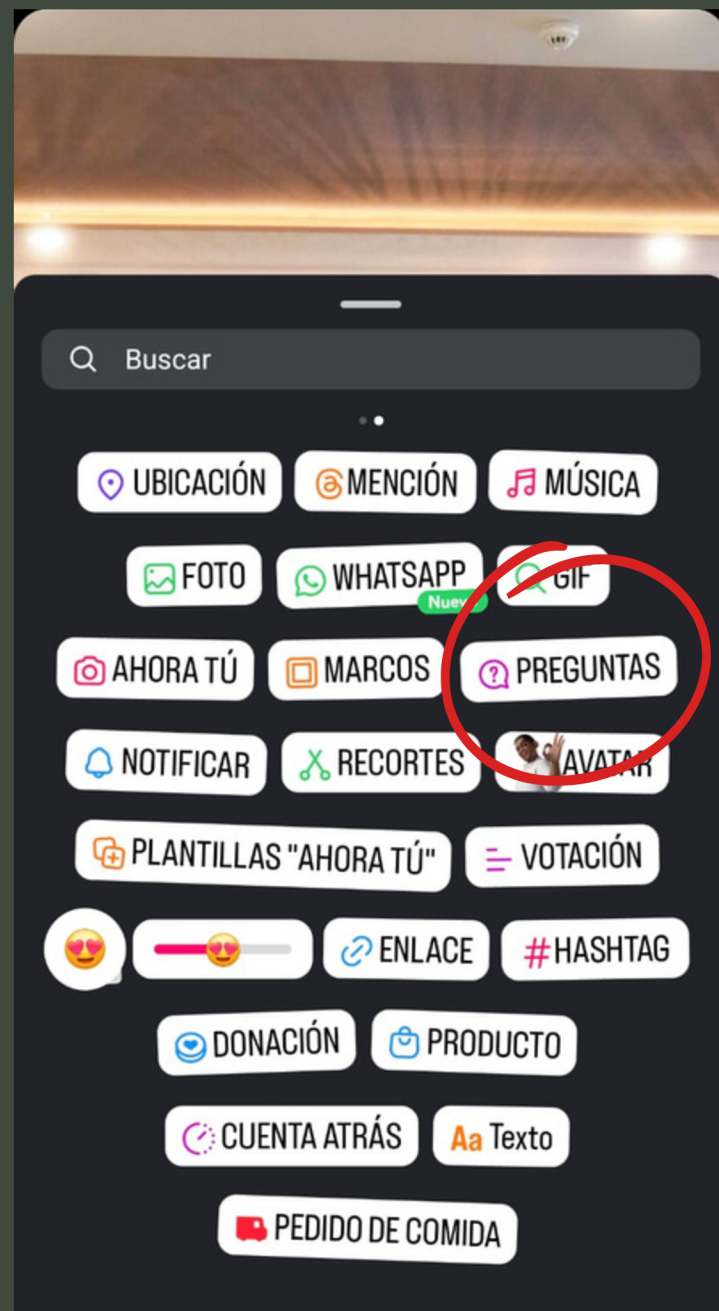 Buscar
UBICACIÓN MENCIÓN MÚSICA
FOTO WHATSAPP GIF
Nuevo
AHORA TÚ MARCOS PREGUNTAS
NOTIFICAR RECORTES AVATAR
PLANTILLAS "AHORA TÚ" VOTACIÓN
ENLACE #HASHTAG
DONACIÓN PRODUCTO
CUENTA ATRÁS Aa Texto
PEDIDO DE COMIDA